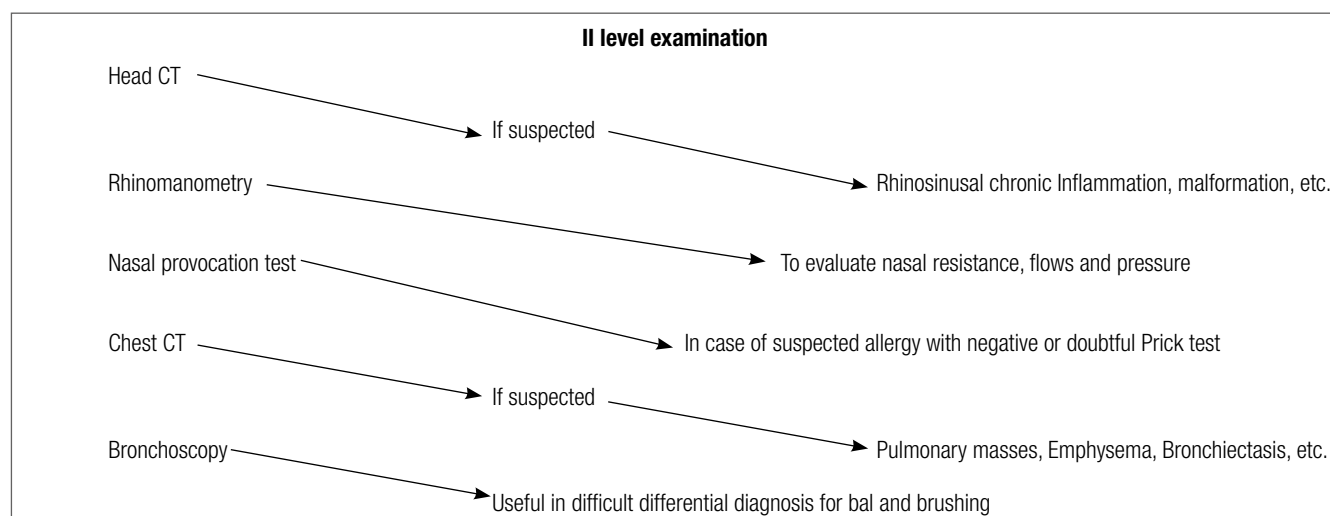 II level examination
Head CT
If suspected
Rhinosinusal chronic Inflammation, malformation, etc.
Rhinomanometry
To evaluate nasal resistance, flows and pressure
Nasal provocation test
In case of suspected allergy with negative or doubtful Prick test
Chest CT
If suspected
Pulmonary masses, Emphysema, Bronchiectasis, etc.
Bronchoscopy
Useful in difficult differential diagnosis for bal and brushing